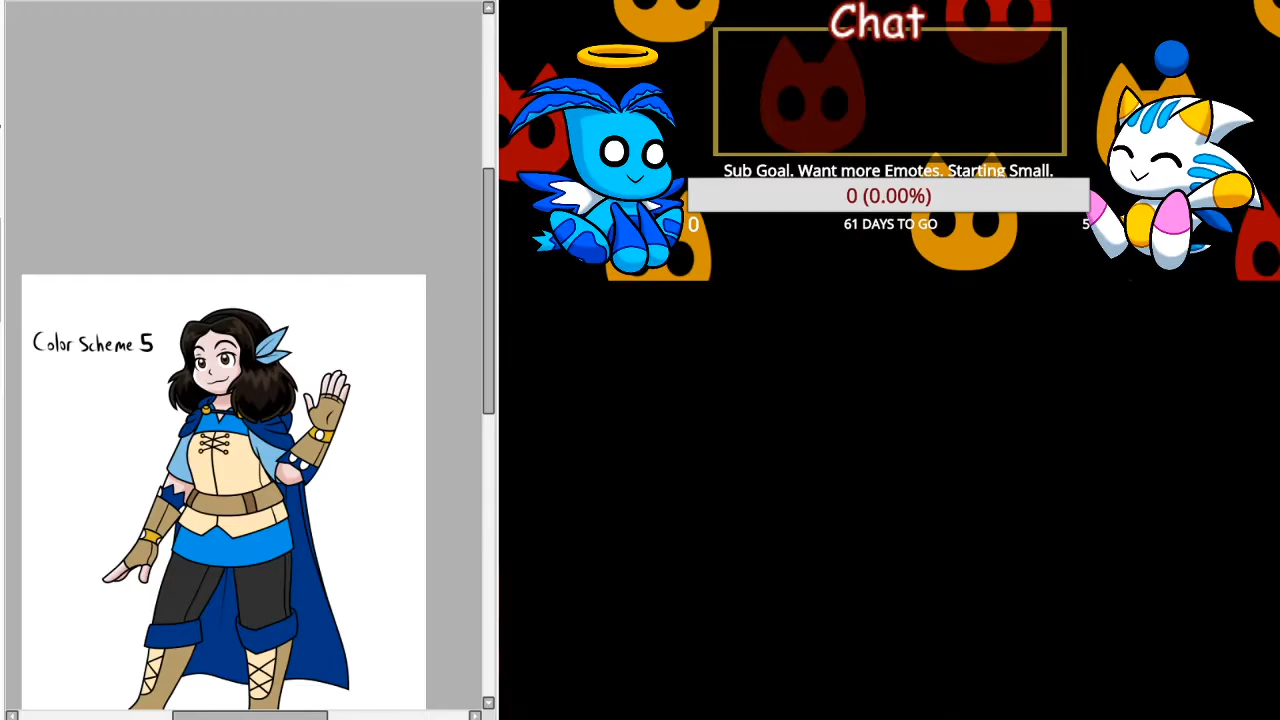 Chat
Sub Goal. Want more Emotes. Starting Small.
0 (0.00%)
0 61 DAYS TO GO 5
Color Scheme 5